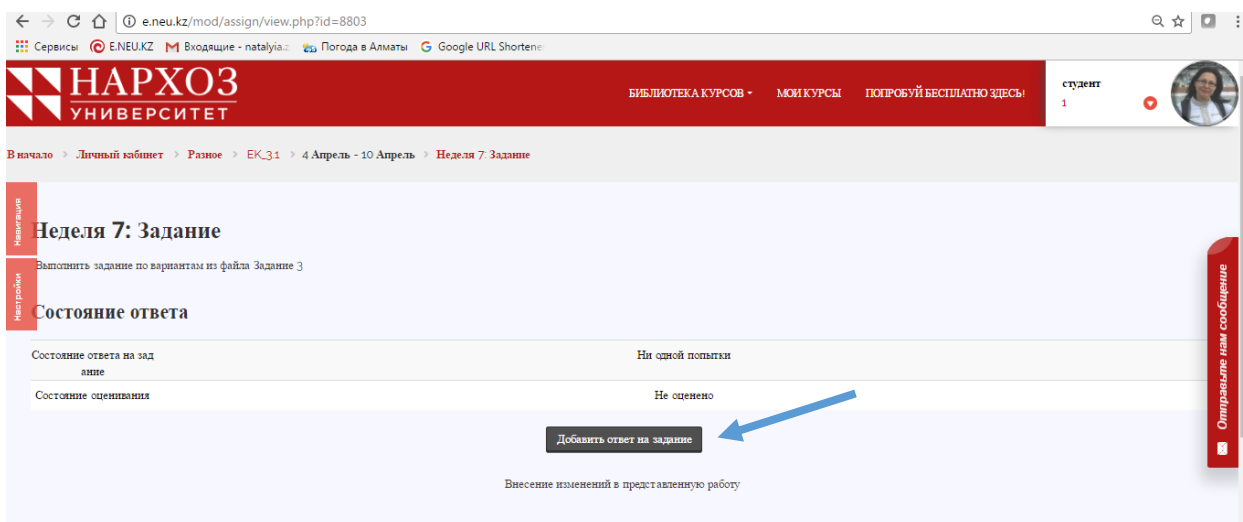 e.neu.kz/mod/assign/view.php?id=8803
Сервисы E.NEU.KZ Входящие - natalyia.z Погода в Алматы Google URL Shortene
НАРХОЗ
УНИВЕРСИТЕТ
БИБЛИОТЕКА КУРСОВ МОИ КУРСЫ ПОПРОБУЙ БЕСПЛАТНО ЗДЕСЬ!
студент
1
В начало > Личный кабинет > Разное > EK_3.1 > 4 Апрель - 10 Апрель > Неделя 7: Задание
Навигация
Настройки
Неделя 7: Задание
Выполнить задание по вариантам из файла Задание 3
Состояние ответа
Состояние ответа на зад
ание
Ни одной попытки
Состояние оценивания
Не оценено
Добавить ответ на задание
Внесение изменений в представленную работу
Отправьте нам сообщение